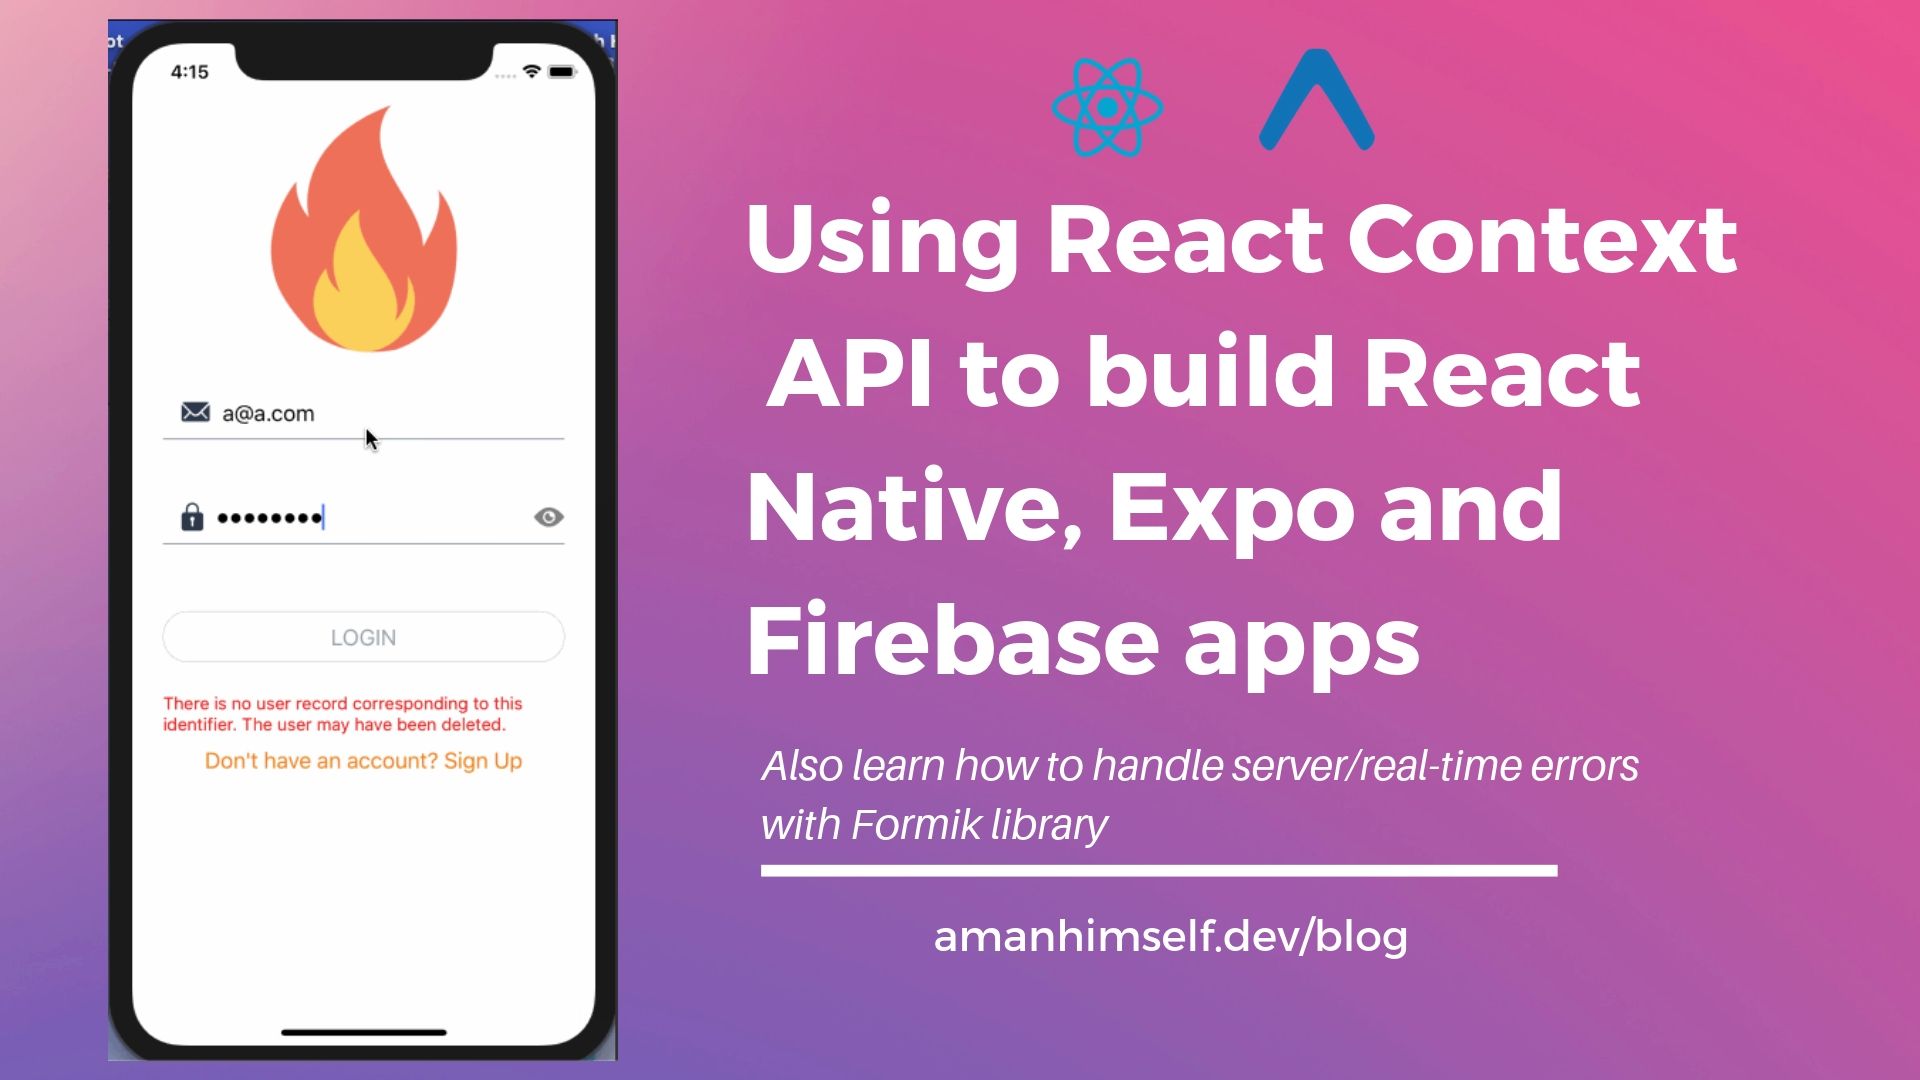 4:15
a@a.com
LOGIN
There is no user record corresponding to this
identifier. The user may have been deleted.
Don't have an account? Sign Up
Using React Context
API to build React
Native, Expo and
Firebase apps
Also learn how to handle server/real-time errors
with Formik library
amanhimself.dev/blog